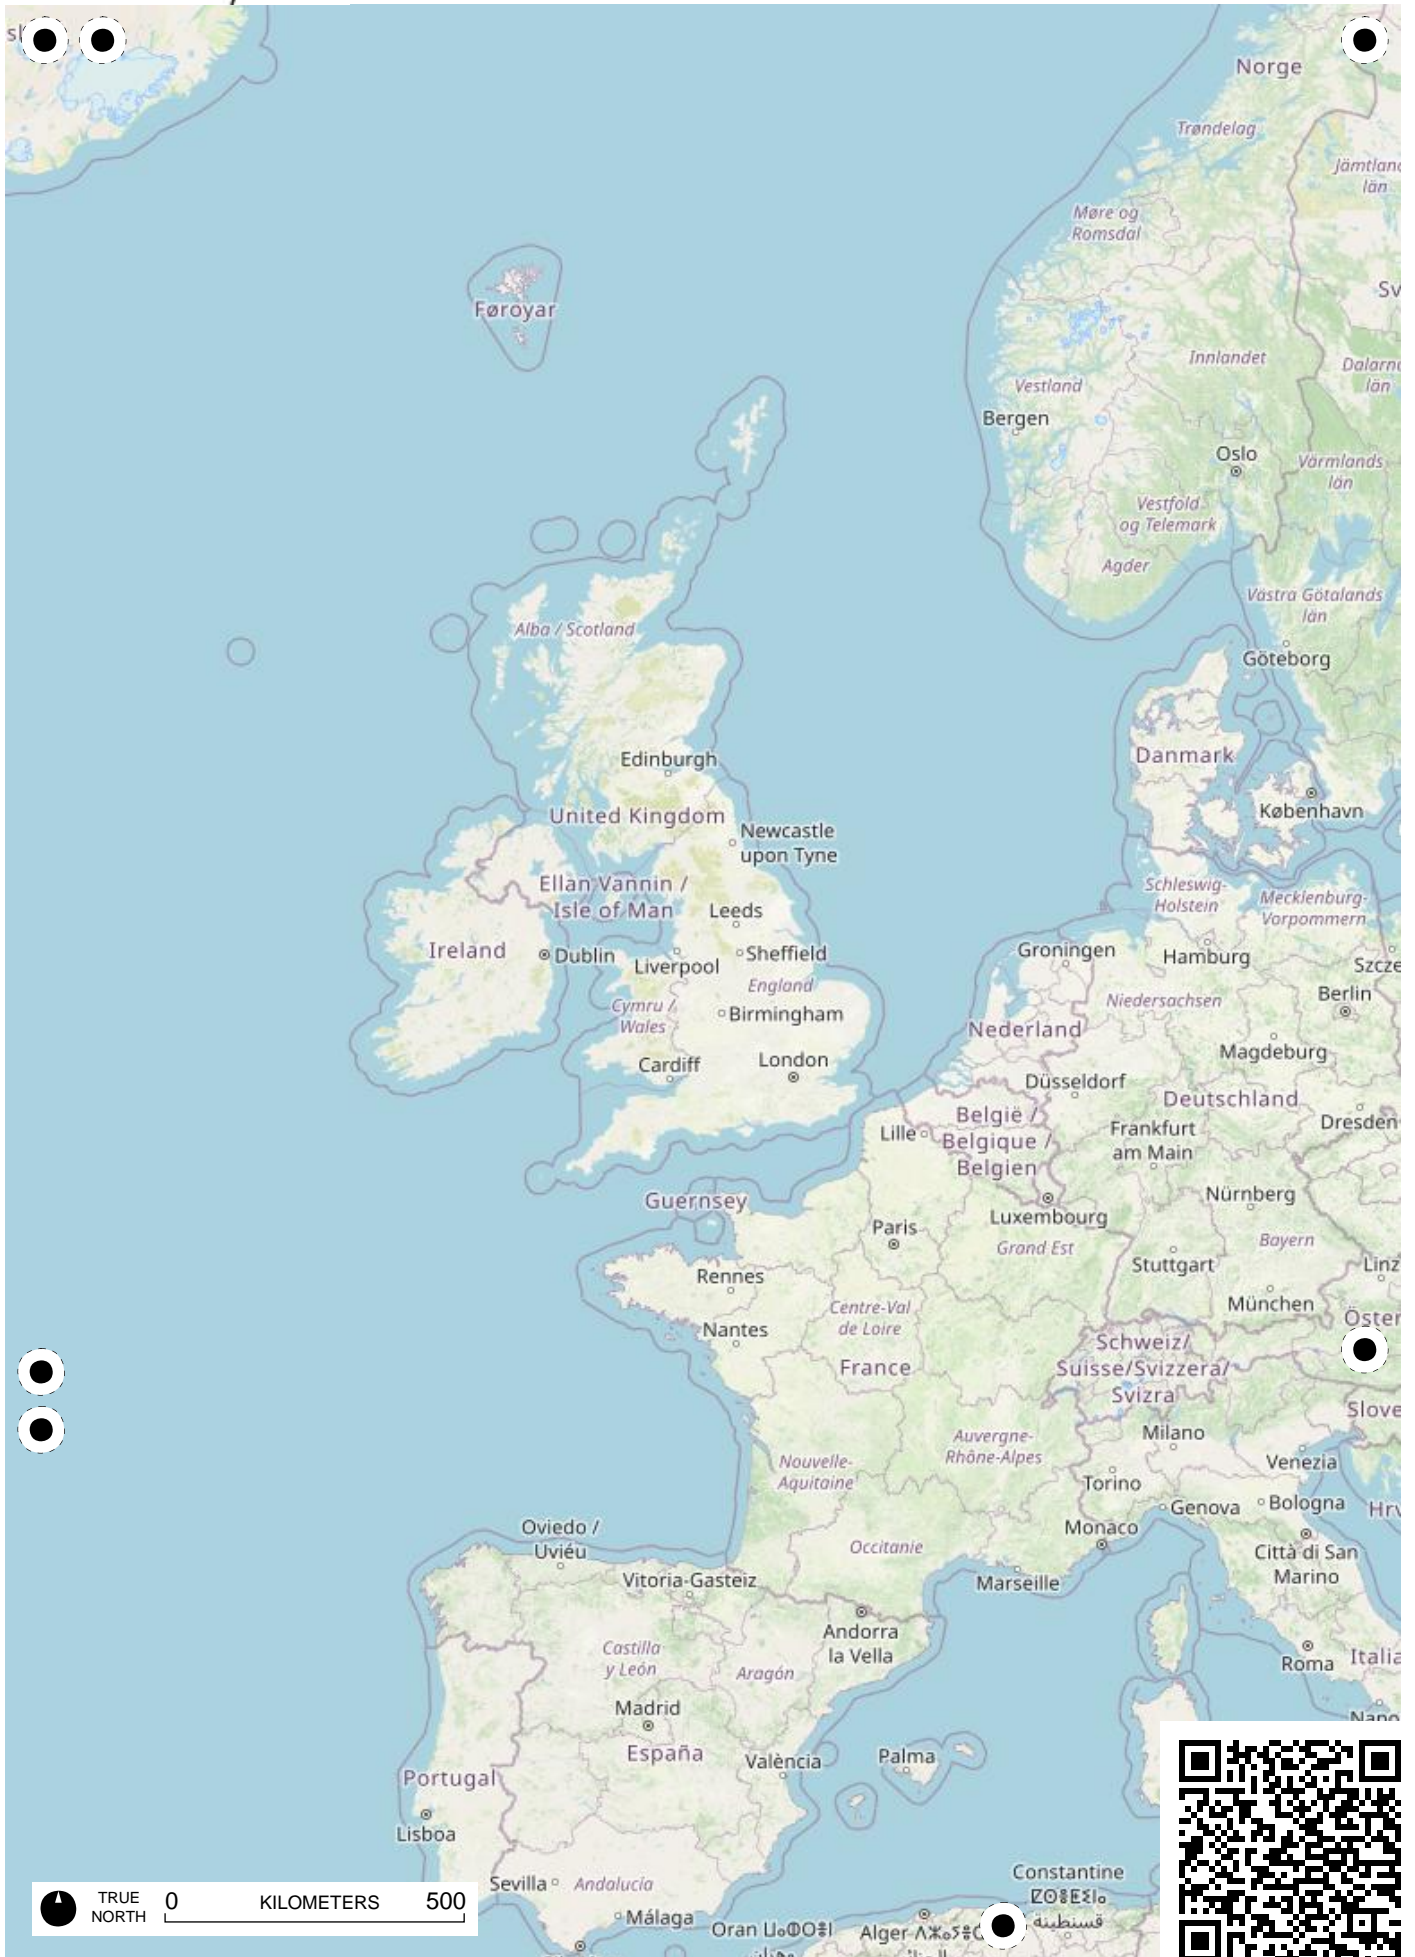 Norge
Trøndelag
Jämtland
län
Møre og
Romsdal
Føroyar
Innlandet
Vestland
Bergen
Oslo
Värmlands
län
Vestfold
og Telemark
Agder
Västra Götalands
län
Alba / Scotland
Göteborg
Danmark
Edinburgh
København
United Kingdom
Newcastle
upon Tyne
Ellan Vannin /
Isle of Man
Schleswig-
Holstein
Mecklenburg-
Vorpommern
Leeds
Ireland
Dublin
Liverpool
Sheffield
Groningen
Hamburg
England
Cymru /
Wales
Birmingham
Niedersachsen
Berlin
Nederland
Magdeburg
Cardiff
London
Düsseldorf
Deutschland
België /
Belgique /
Belgien
Lille
Frankfurt
am Main
Dresden
Guernsey
Nürnberg
Luxembourg
Paris
Grand Est
Bayern
Stuttgart
Linz
Rennes
München
Centre-Val
de Loire
Nantes
Schweiz/
Suisse/Svizzera/
Svizra
France
Milano
Auvergne-
Rhône-Alpes
Venezia
Nouvelle-
Aquitaine
Torino
Genova
Bologna
Monaco
Oviedo /
Uviéu
Occitanie
Città di San
Marino
Vitoria-Gasteiz
Marseille
Andorra
la Vella
Castilla
y León
Aragón
Roma
Italia
Madrid
España
València
Palma
Portugal
Lisboa
Constantine
ⵇⵙⴻⵟⵉⵏⴰ
قسنطينة
Sevilla
Andalucía
Málaga
Oran
Alger
TRUE
NORTH
0 KILOMETERS 500